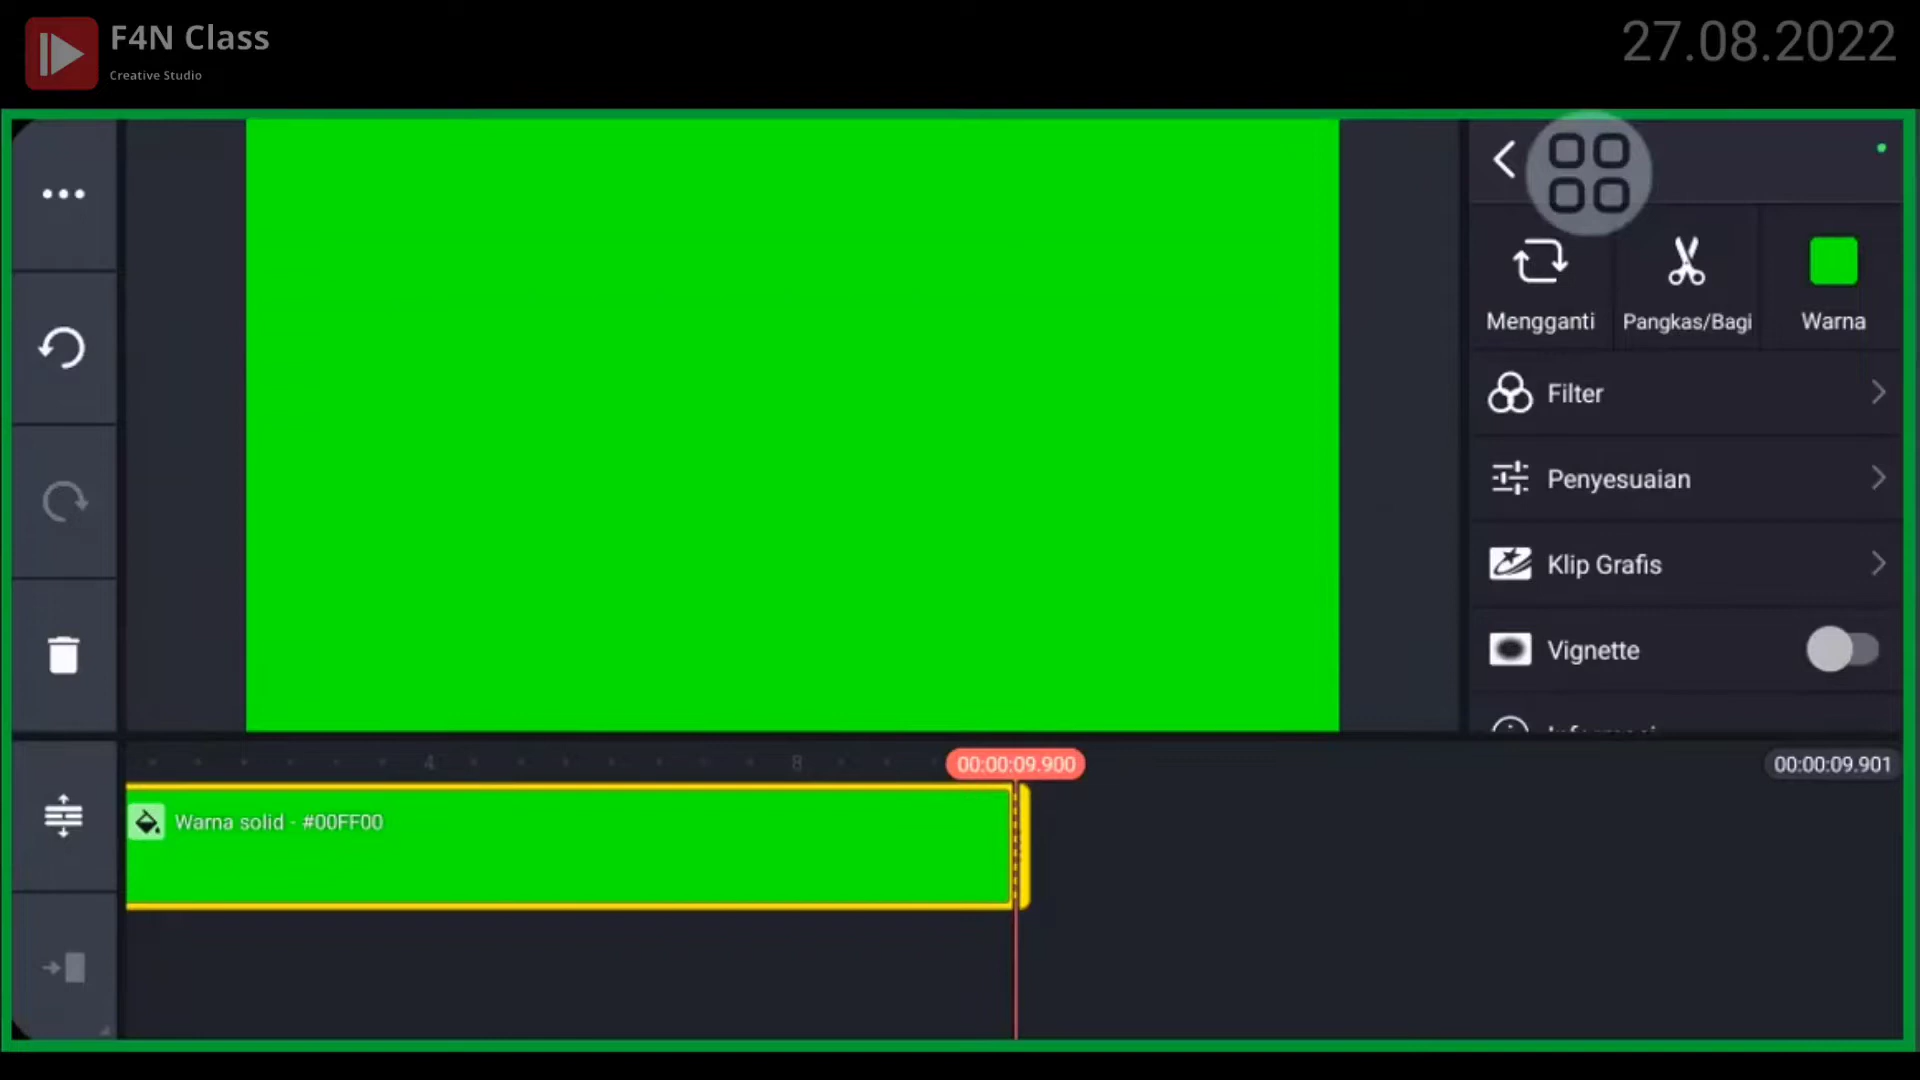 F4N Class
Creative Studio
27.08.2022
Mengganti
Pangkas/Bagi
Warna
Filter
Penyesuaian
Klip Grafis
Vignette
4
8
00:00:09.900
00:00:09.901
Warna solid - #00FF00